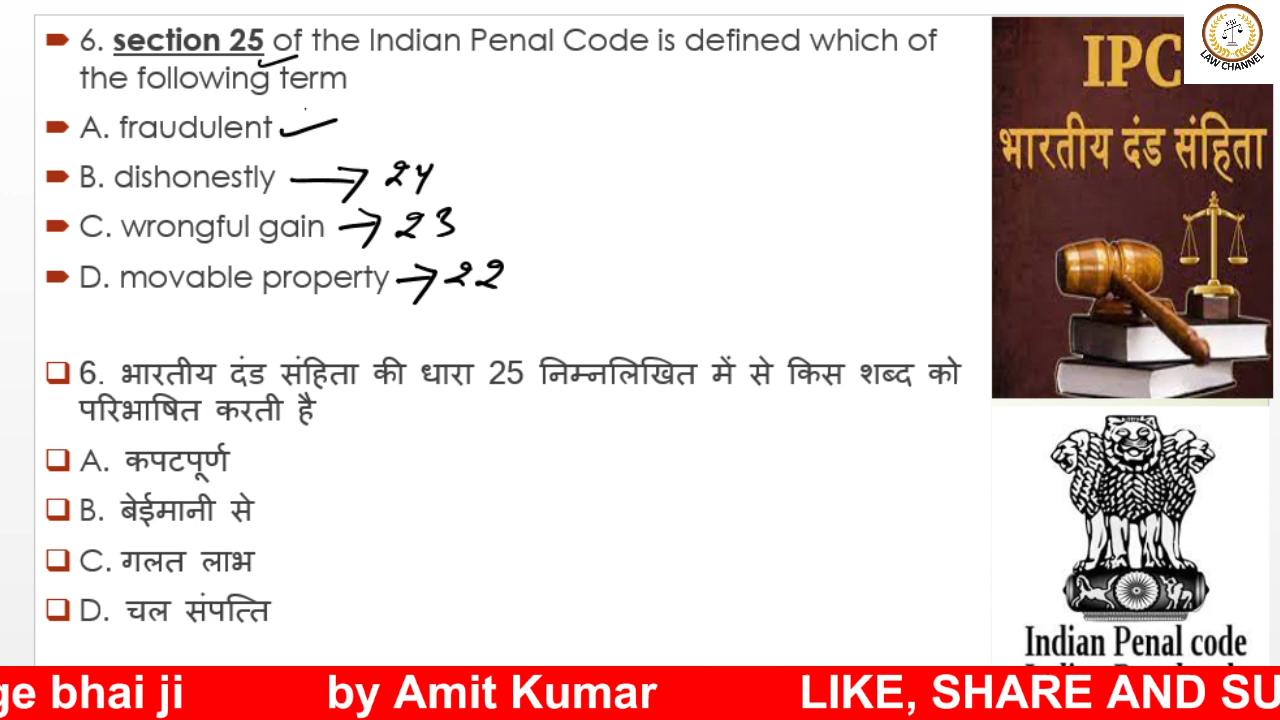 6. section 25 of the Indian Penal Code is defined which of
the following term
A. fraudulent
B. dishonestly → 24
C. wrongful gain → 23
D. movable property → 22
6. भारतीय दंड संहिता की धारा 25 निम्नलिखित में से किस शब्द को
परिभाषित करती है
A. कपटपूर्ण
B. बेईमानी से
C. गलत लाभ
D. चल संपत्ति
IPC
भारतीय दंड संहिता
LAW CHANNEL
Indian Penal code
ge bhai ji by Amit Kumar LIKE, SHARE AND SU